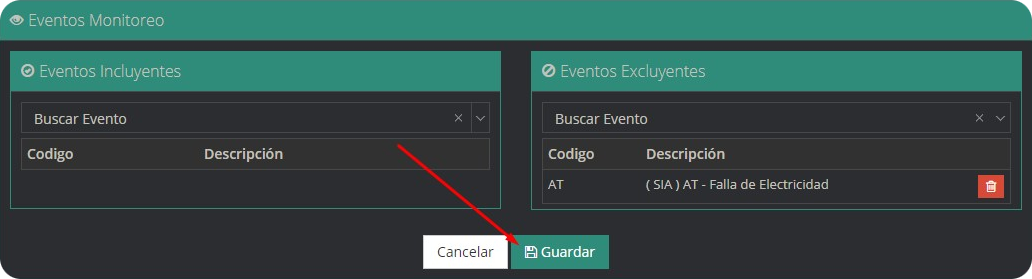 Eventos Monitoreo
Eventos Incluyentes
Buscar Evento
Codigo Descripción
Eventos Excluyentes
Buscar Evento
Codigo Descripción
AT ( SIA ) AT - Falla de Electricidad
Cancelar Guardar